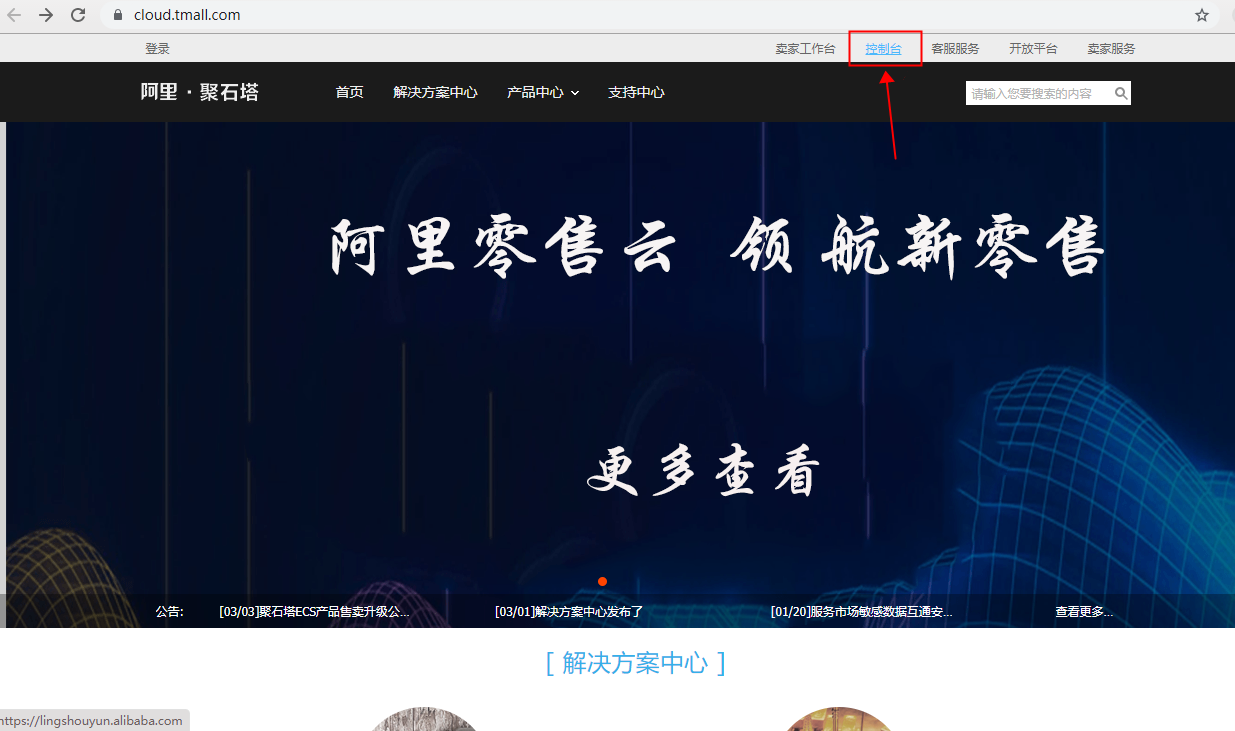 cloud.tmall.com
登录 卖家工作台 控制台 客服服务 开放平台 卖家服务
阿里·聚石塔 首页 解决方案中心 产品中心 支持中心 请输入您要搜索的内容
阿里零售云 领航新零售
更多查看
公告: [03/03]聚石塔ECS产品售卖升级公... [03/01]解决方案中心发布了 [01/20]服务市场敏感数据互通安... 查看更多...
[ 解决方案中心 ]
https://lingshouyun.alibaba.com